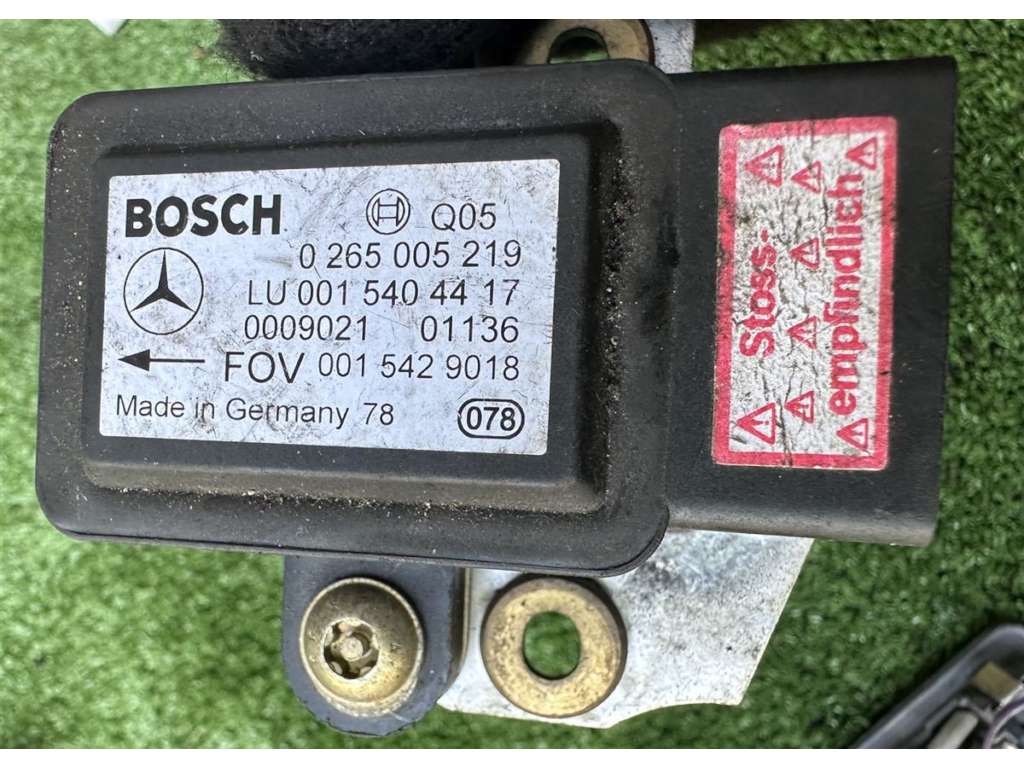 BOSCH Q05
0 265 005 219
LU 001 540 44 17
0009021 01136
FOV 001 542 9018
Made in Germany 78 078
Stoss-
empfindlich